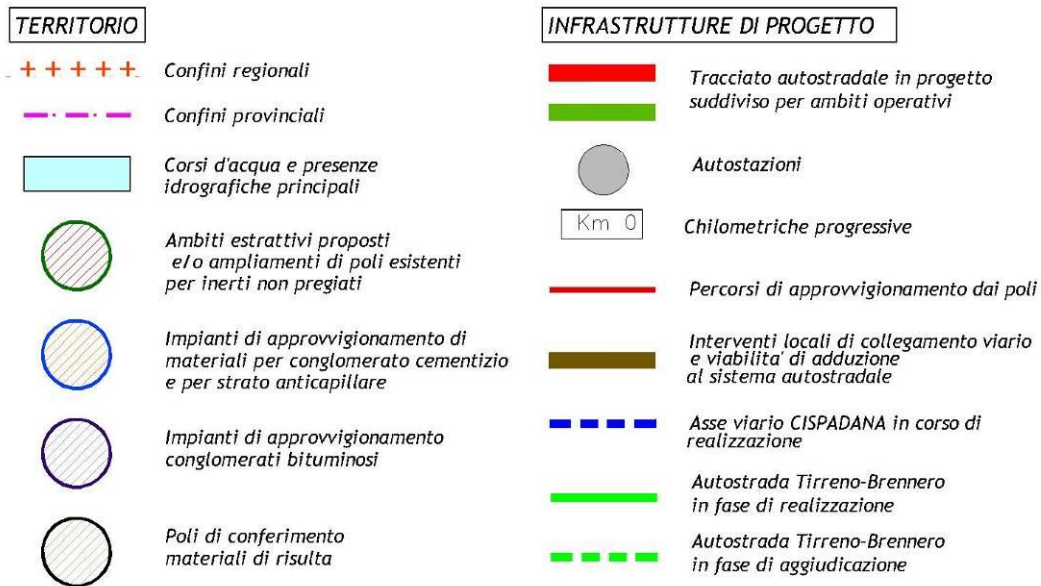 TERRITORIO
Confini regionali
Confini provinciali
Corsi d'acqua e presenze
idrografiche principali
Ambiti estrattivi proposti
e/o ampliamenti di poli esistenti
per inerti non pregiati
Impianti di approvvigionamento di
materiali per conglomerato cementizio
e per strato anticapillare
Impianti di approvvigionamento
conglomerati bituminosi
Poli di conferimento
materiali di risulta
INFRASTRUTTURE DI PROGETTO
Tracciato autostradale in progetto
suddiviso per ambiti operativi
Autostazioni
Km 0
Chilometriche progressive
Percorsi di approvvigionamento dai poli
Interventi locali di collegamento viario
e viabilita' di adduzione
al sistema autostradale
Asse viario CISPADANA in corso di
realizzazione
Autostrada Tirreno-Brennero
in fase di realizzazione
Autostrada Tirreno-Brennero
in fase di aggiudicazione